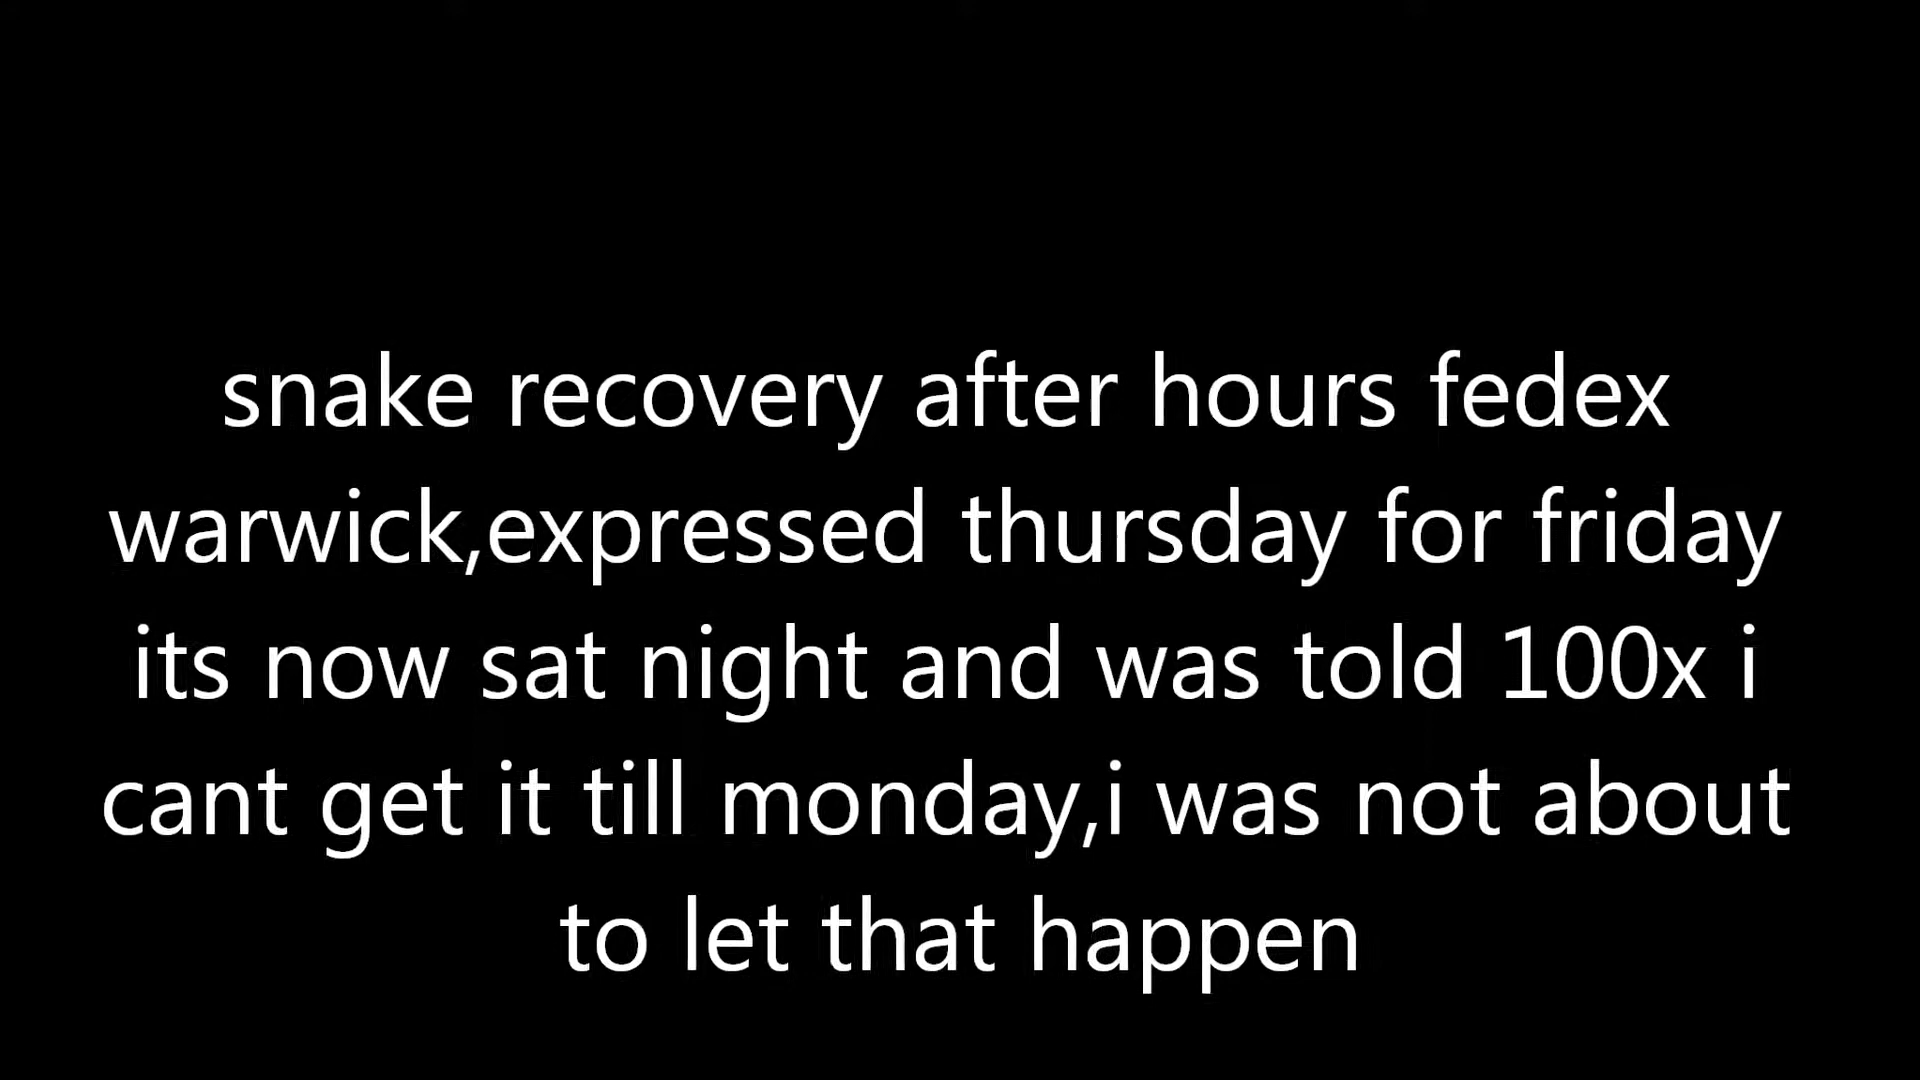 snake recovery after hours fedex
warwick,expressed thursday for friday
its now sat night and was told 100x i
cant get it till monday,i was not about
to let that happen